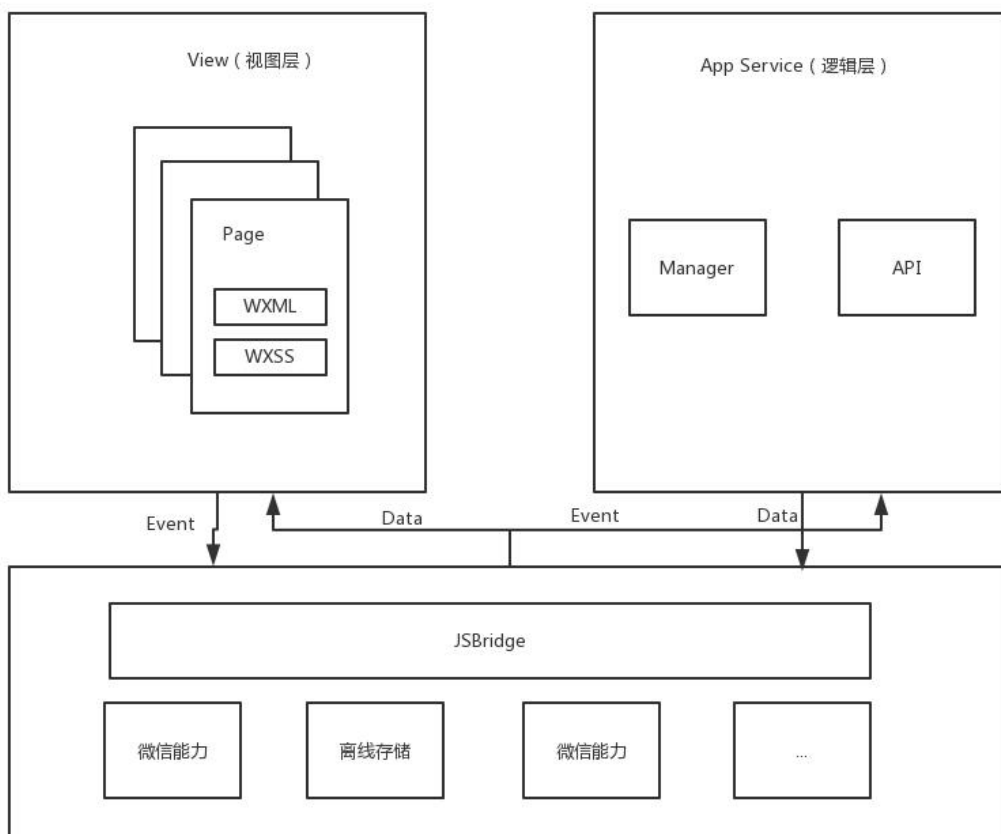 View（视图层）
App Service（逻辑层）
Page
WXML
WXSS
Manager
API
Event
Data
Event
Data
JSBridge
微信能力
离线存储
微信能力
...